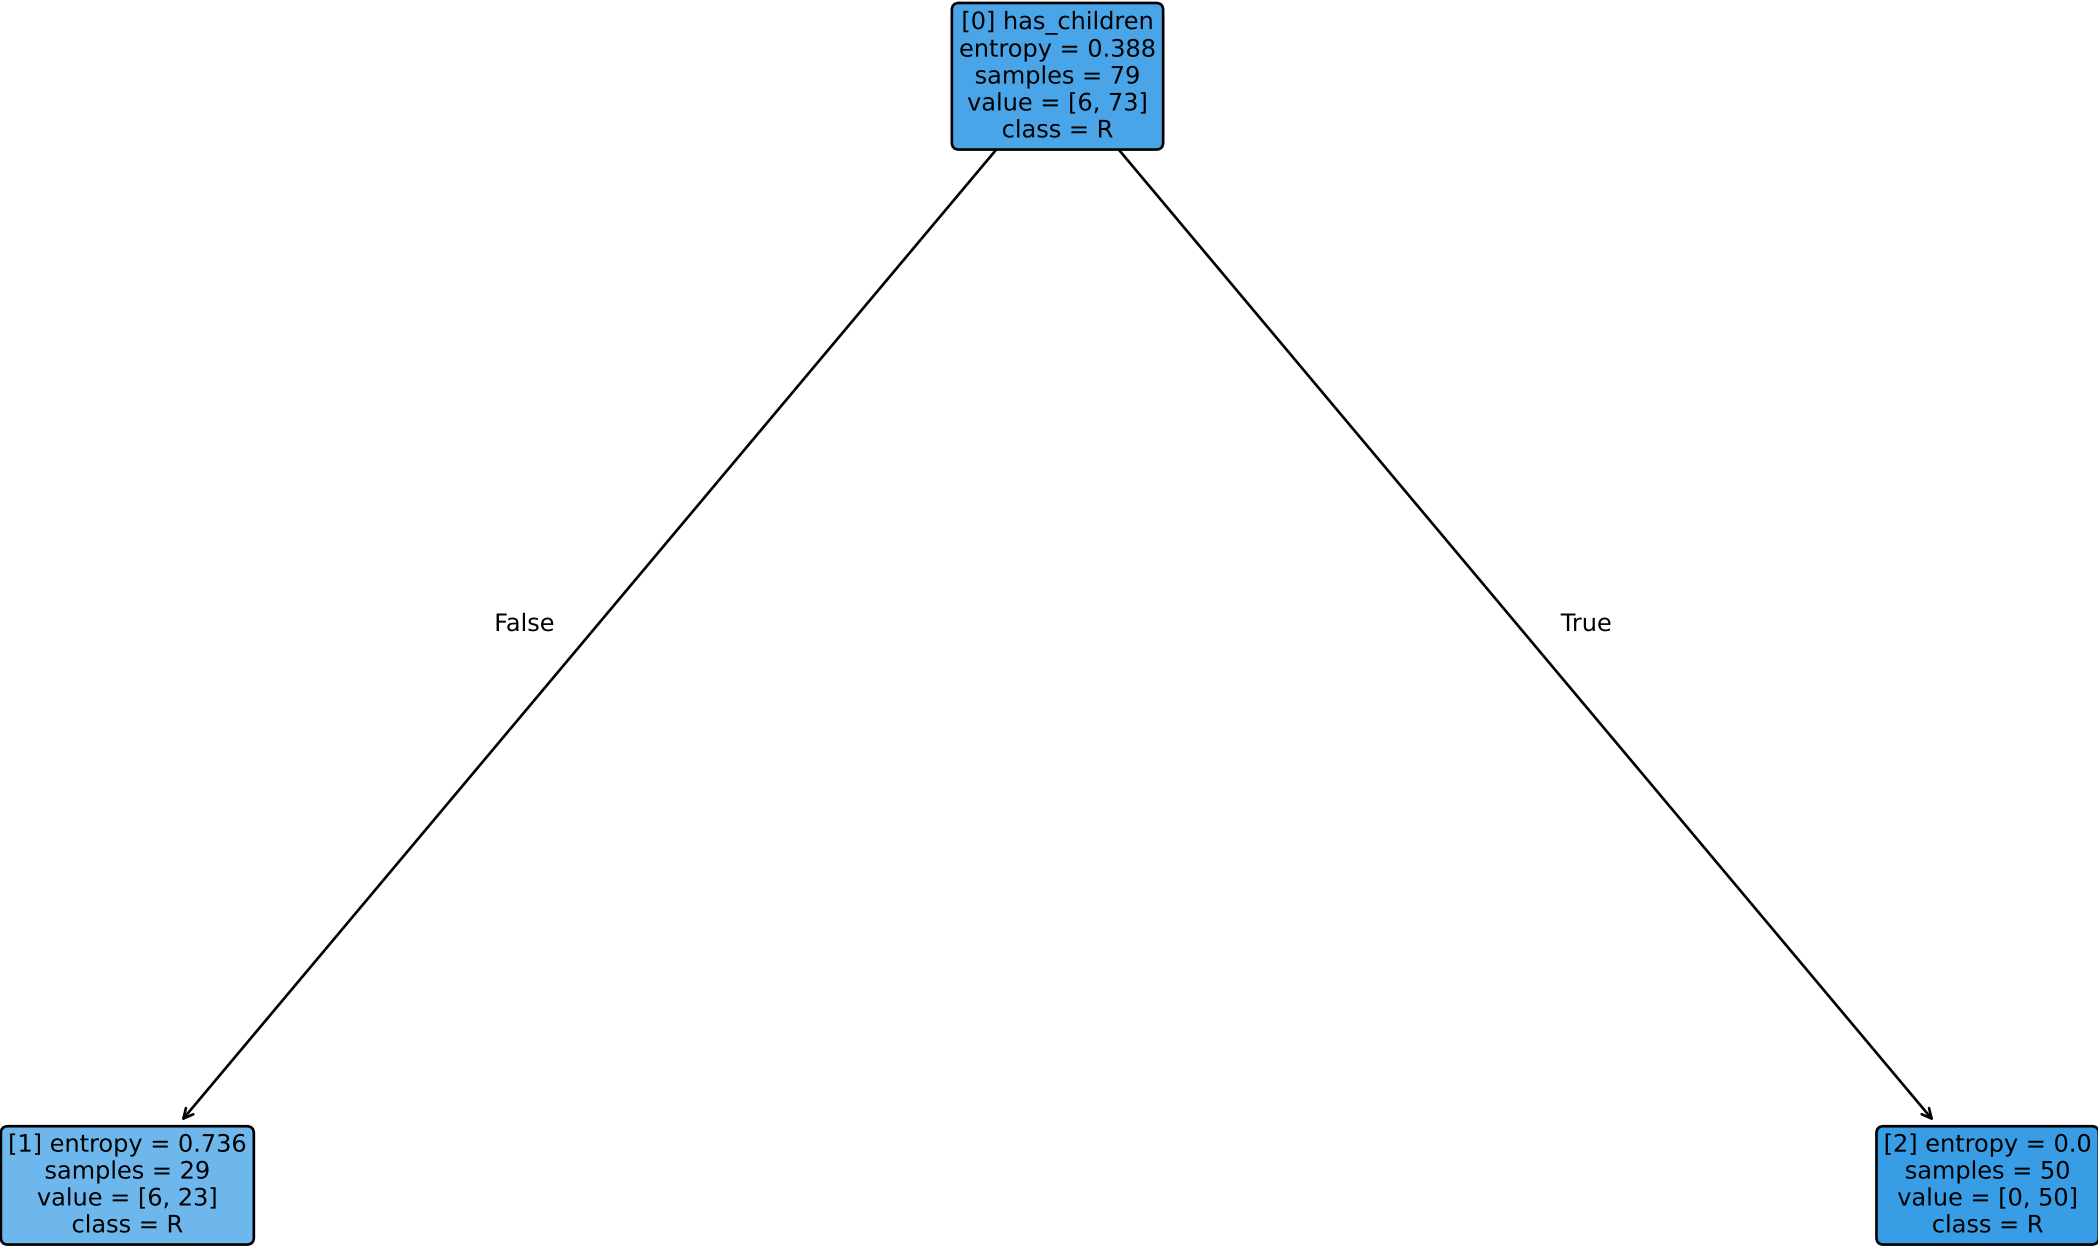 [0] has_children
entropy = 0.388
samples = 79
value = [6, 73]
class = R
False
True
[1] entropy = 0.736
samples = 29
value = [6, 23]
class = R
[2] entropy = 0.0
samples = 50
value = [0, 50]
class = R